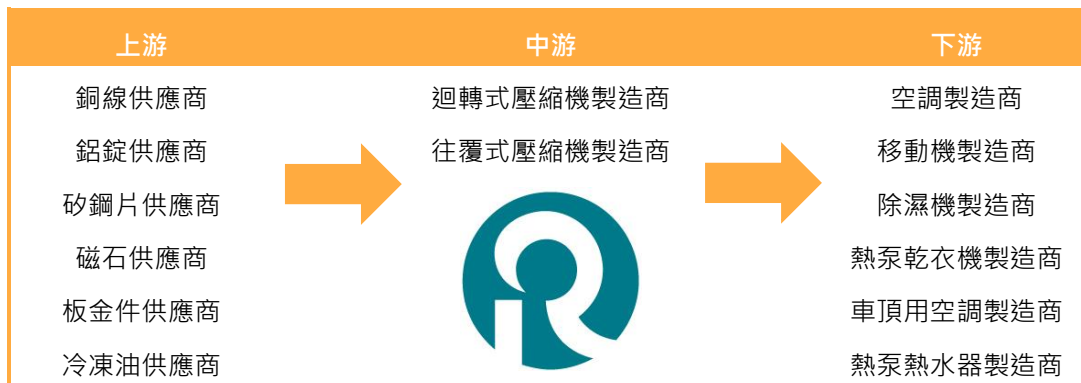 上游 中游 下游
銅線供應商 迴轉式壓縮機製造商 空調製造商
鋁錠供應商 往覆式壓縮機製造商 移動機製造商
矽鋼片供應商 除濕機製造商
磁石供應商 熱泵乾衣機製造商
板金件供應商 車頂用空調製造商
冷凍油供應商 熱泵熱水器製造商